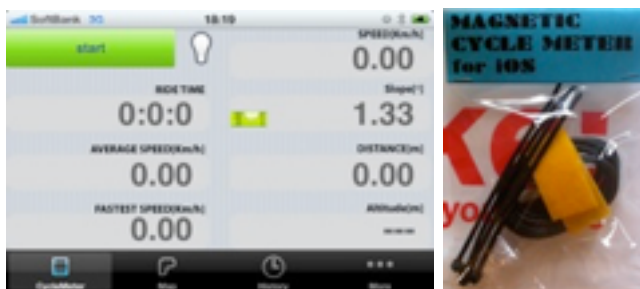 SoftBank 3G 18:19
start
SPEED(Km/h)
0.00
RIDE TIME
0:0:0
Slope(°)
1.33
AVERAGE SPEED(Km/h)
0.00
DISTANCE(m)
0.00
FASTEST SPEED(Km/h)
0.00
Altitude(m)
---
CycleMeter Map History More
MAGNETIC
CYCLE METER
for iOS